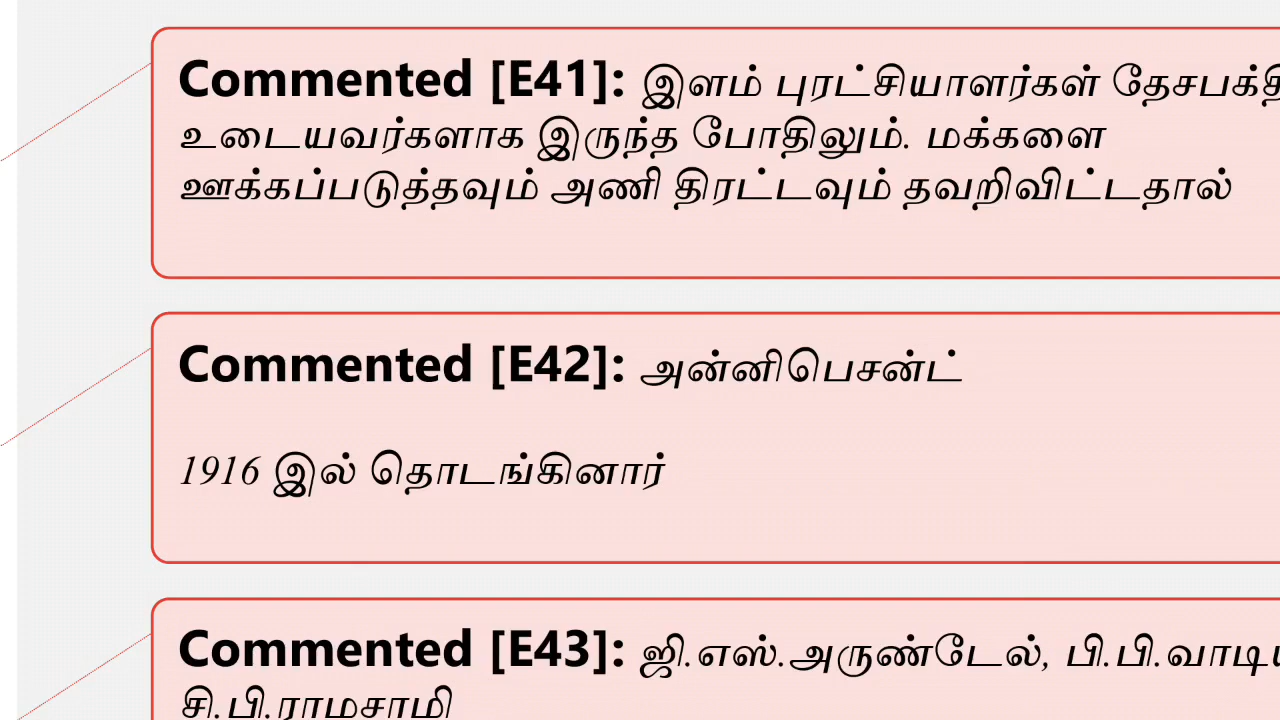 Commented [E41]: இளம் புரட்சியாளர்கள்
உடையவர்களாக இருந்த போதிலும். மக்களை
ஊக்கப்படுத்தவும் அணி திரட்டவும் தவறிவிட்டதால்
Commented [E42]: அன்னிபெசன்ட்
1916 இல் தொடங்கினார்
Commented [E43]: ஜி.எஸ்.அருண்டேல்,
சி.பி.ராமசாமி